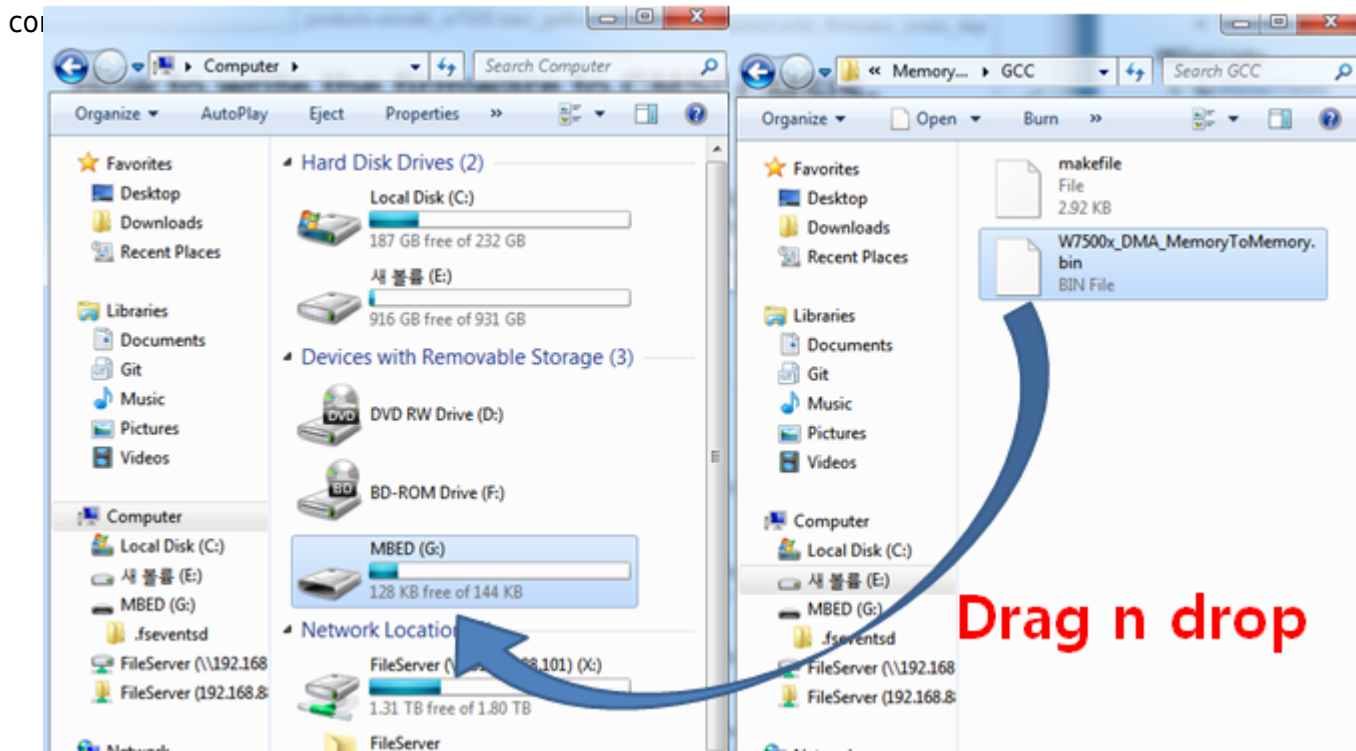 Computer
Search Computer
Organize
AutoPlay
Eject
Properties
»
Favorites
Desktop
Downloads
Recent Places
Libraries
Documents
Git
Music
Pictures
Videos
Computer
Local Disk (C:)
새 볼륨 (E:)
MBED (G:)
.fseventsd
FileServer (\\192.168
FileServer (192.168.8
Network
Hard Disk Drives (2)
Local Disk (C:)
187 GB free of 232 GB
새 볼륨 (E:)
916 GB free of 931 GB
Devices with Removable Storage (3)
DVD RW Drive (D:)
BD-ROM Drive (F:)
MBED (G:)
128 KB free of 144 KB
Network
FileServer 101) (X:)
1.31 TB free of 1.80 TB
FileServer
« Memory... GCC
Search GCC
Organize
Open
Burn
»
Favorites
Desktop
Downloads
Recent Places
Libraries
Documents
Git
Music
Pictures
Videos
Computer
Local Disk (C:)
새 볼륨 (E:)
MBED (G:)
.fseventsd
FileServer (\\192.168
FileServer (192.168.8
makefile
File
2.92 KB
W7500x_DMA_MemoryToMemory.
bin
BIN File
Drag n drop